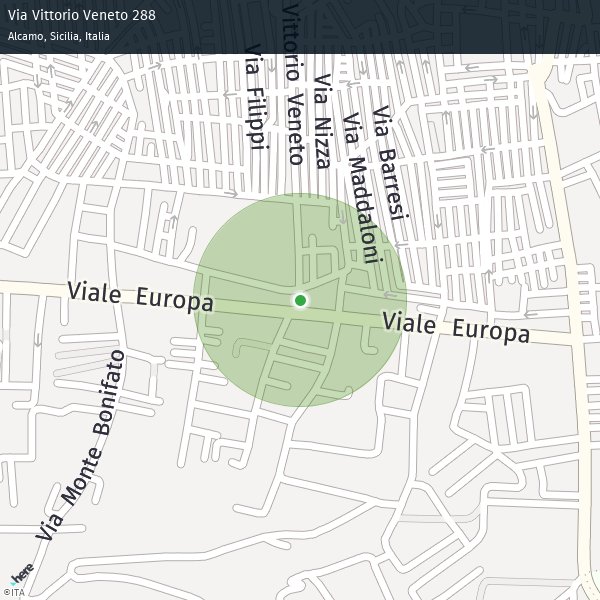 Via Vittorio Veneto 288
Alcamo, Sicilia, Italia
Via Filippi
Vittorio Veneto
Via Nizza
Via Maddaloni
Via Barresi
Viale Europa
Viale Europa
Via Monte Bonifato
here
©ITA